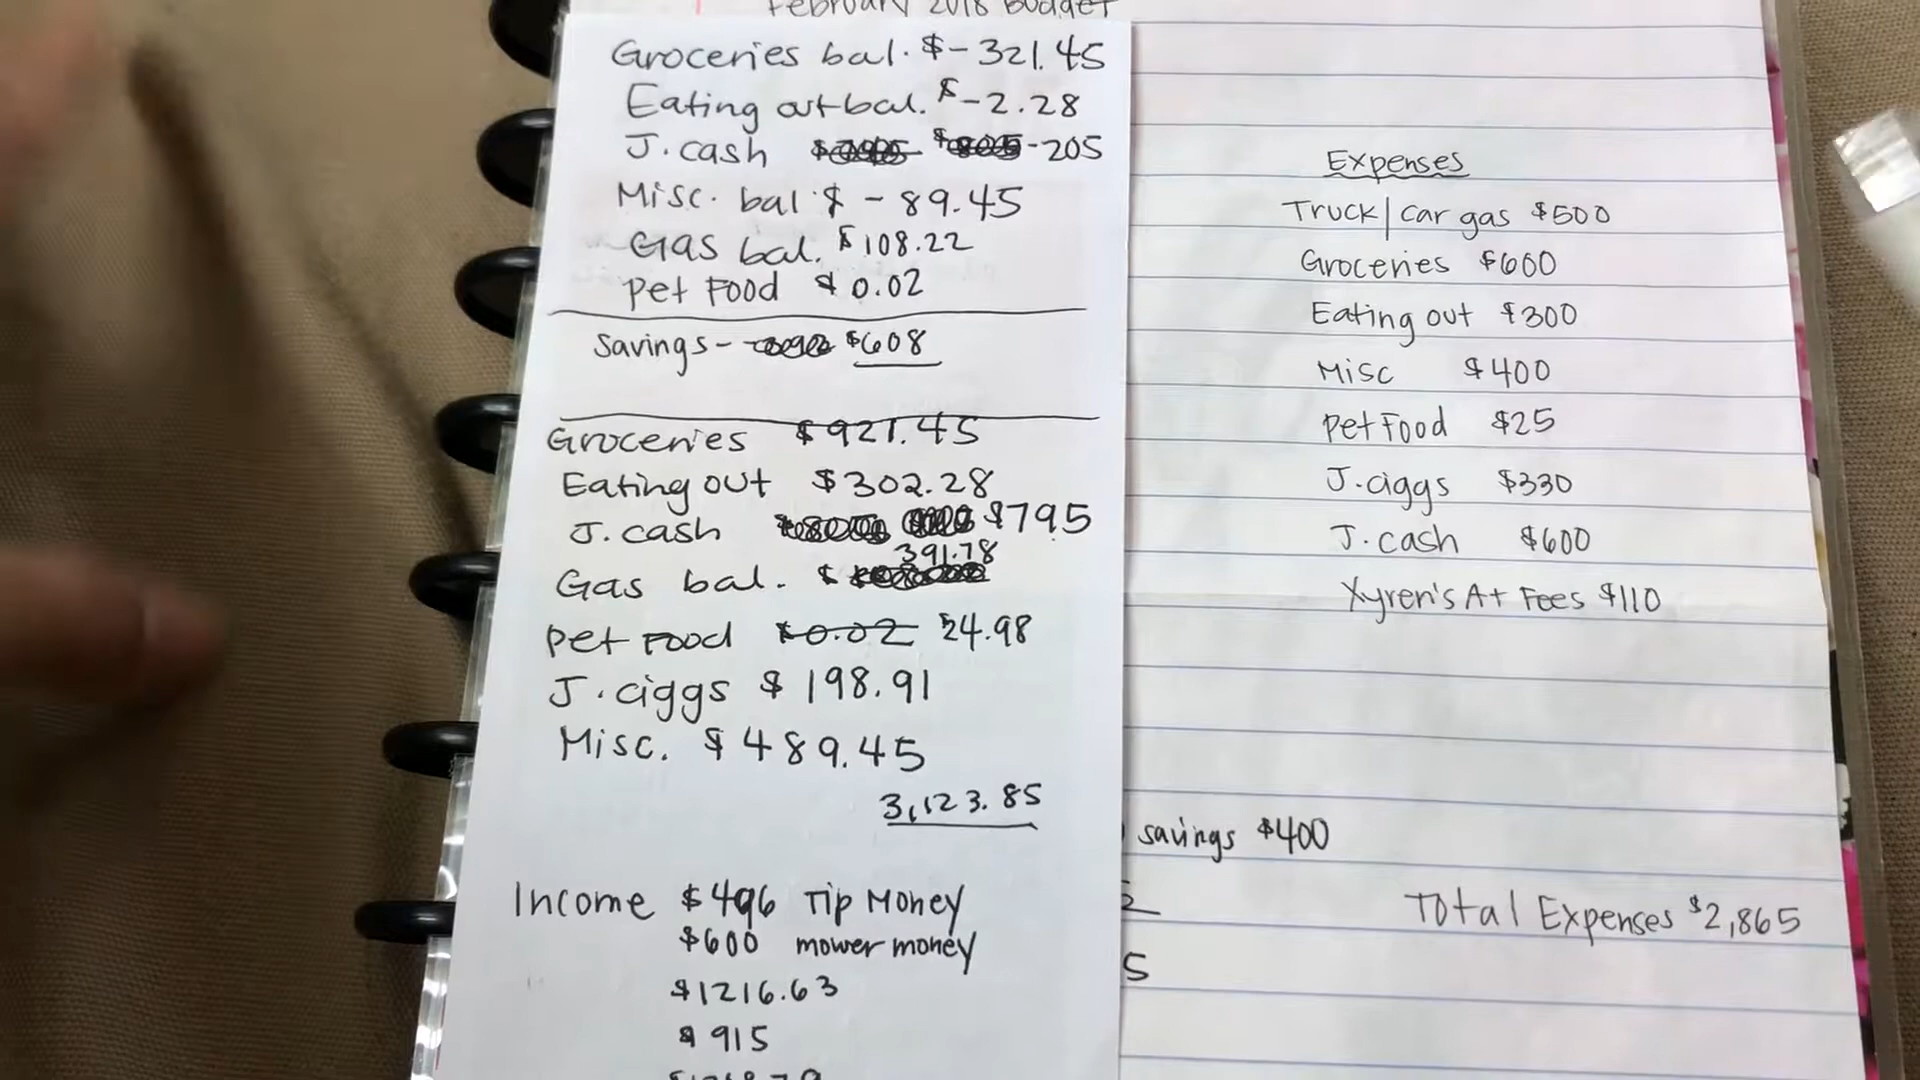 February 2018 Budget
Groceries bal. $-321.45
Eating out bal. $-2.28
J. cash -205
Misc. bal $ -89.45
Gas bal. $108.22
Pet Food $0.02
Savings- $608
Groceries $921.45
Eating out $302.28
J. cash $795
391.78
Gas bal. $
Pet Food $0.02 24.98
J. ciggs $198.91
Misc. $489.45
3,123.85
Income $496 Tip Money
$600 mower money
$1216.63
$915
Expenses
Truck/car gas $500
Groceries $600
Eating out $300
Misc $400
Pet Food $25
J. ciggs $330
J. cash $600
Xyren's At Fees $110
savings $400
Total Expenses $2,865
5